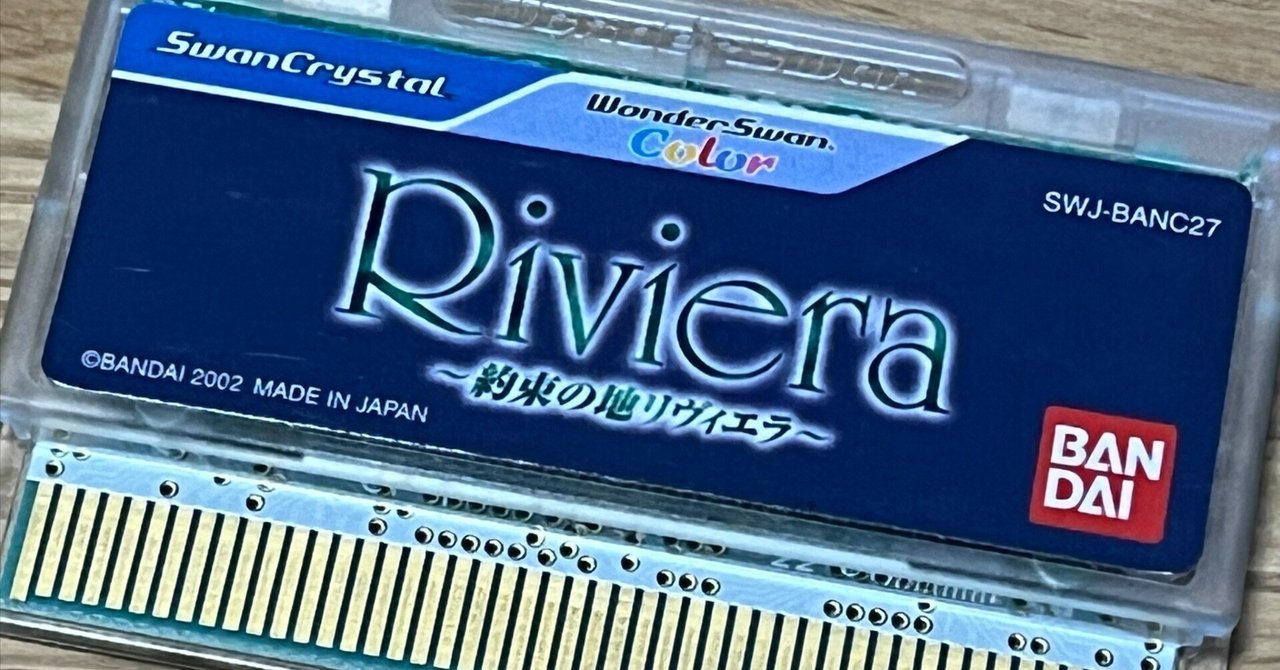 WonderSwan
SwanCrystal
WonderSwan
Color
SWJ-BANC27
Riviera
～約束の地リヴィエラ～
©BANDAI 2002 MADE IN JAPAN
BAN
DAI